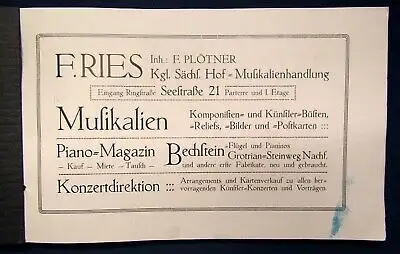 F. RIES
Inh.: F. PLÖTNER
Kgl. Sächſ. Hof=Muſikalienhandlung
Eingang Ringſtraße Seeſtraße 21 Parterre und I. Etage
Muſikalien
Komponiſten= und Künſtler=Büſten,
=Reliefs, =Bilder und =Poſtkarten :::
Piano=Magazin
— Kauf — Miete — Tauſch —
Bechſtein =Flügel und Pianinos
Grotrian=Steinweg Nachf.
und andere erſte Fabrikate, neu und gebraucht.
Konzertdirektion :::
Arrangements und Kartenverkauf zu allen her=
vorragenden Künſtler=Konzerten und Vorträgen.